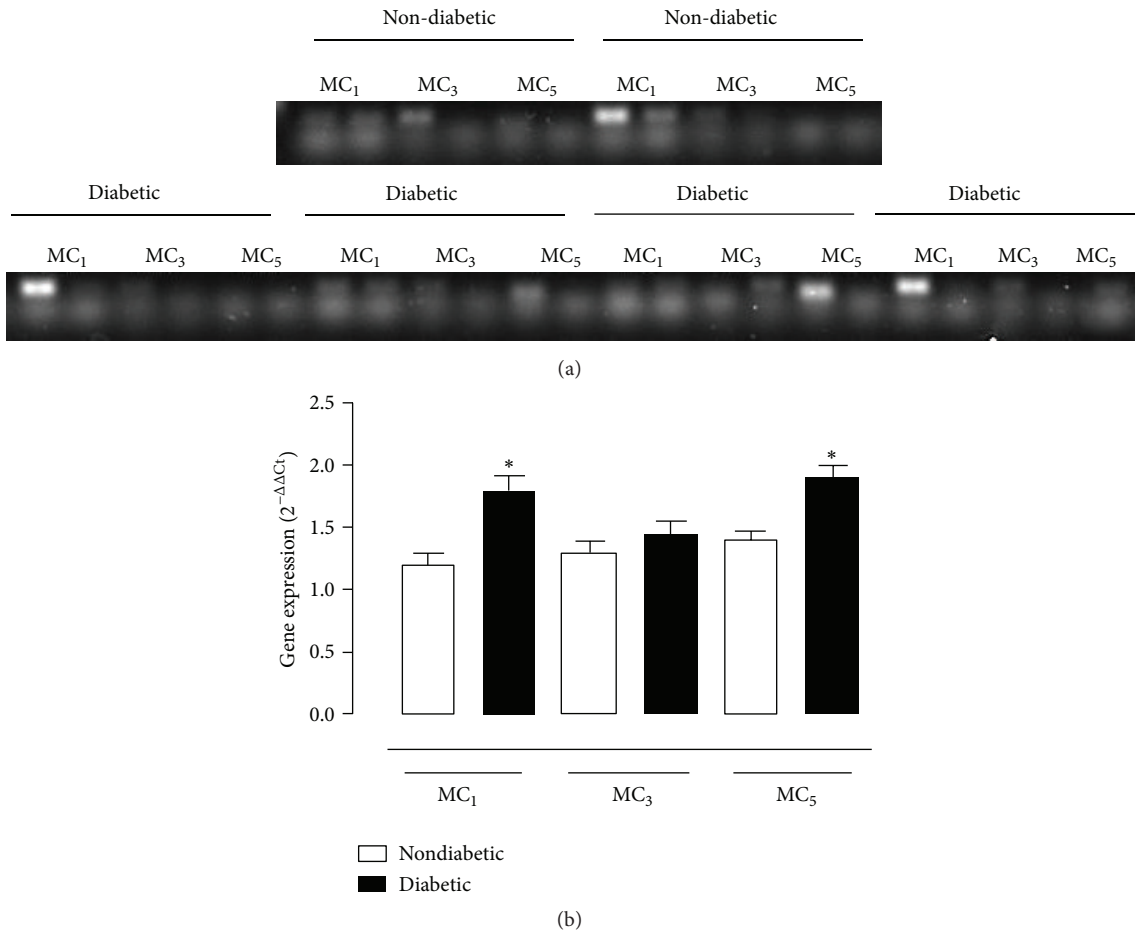 Non-diabetic Non-diabetic
MC₁ MC₃ MC₅ MC₁ MC₃ MC₅
Diabetic Diabetic Diabetic Diabetic
MC₁ MC₃ MC₅ MC₁ MC₃ MC₅ MC₁ MC₃ MC₅ MC₁ MC₃ MC₅
(a)
Gene expression (2⁻ΔΔCt)
2.5
2.0
1.5
1.0
0.5
0.0
* *
MC₁ MC₃ MC₅
Nondiabetic
Diabetic
(b)